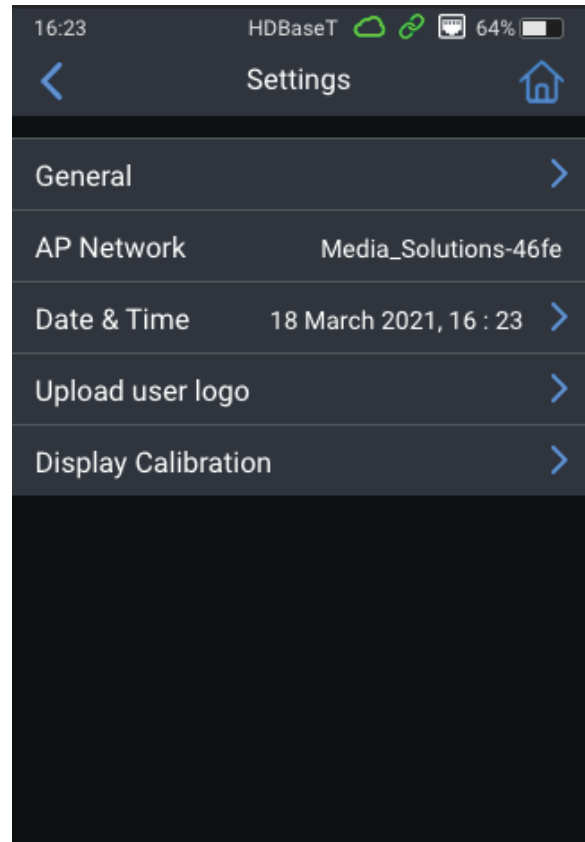 16:23 HDBaseT 64%
Settings
General
AP Network Media_Solutions-46fe
Date & Time 18 March 2021, 16 : 23
Upload user logo
Display Calibration